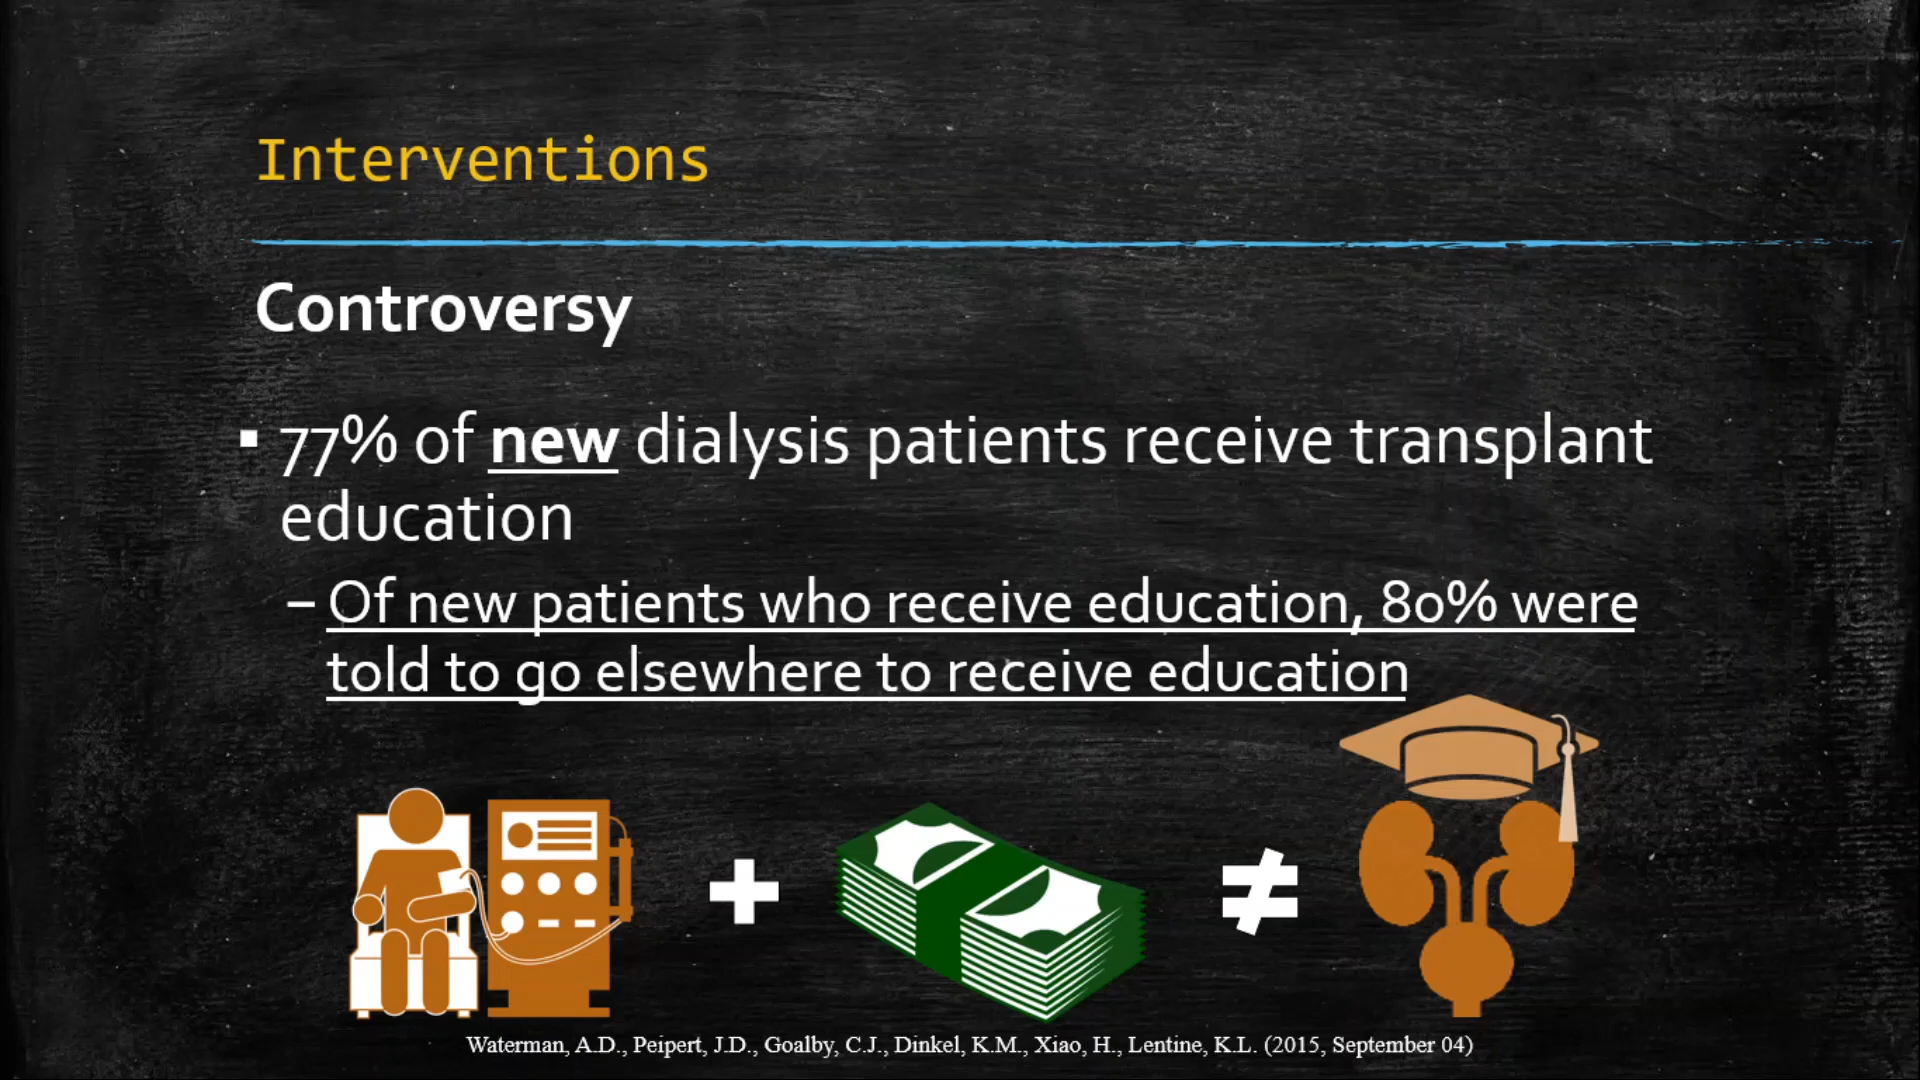 Interventions
Controversy
▪ 77% of new dialysis patients receive transplant
education
– Of new patients who receive education, 80% were
told to go elsewhere to receive education
+ ≠
Waterman, A.D., Peipert, J.D., Goalby, C.J., Dinkel, K.M., Xiao, H., Lentine, K.L. (2015, September 04)